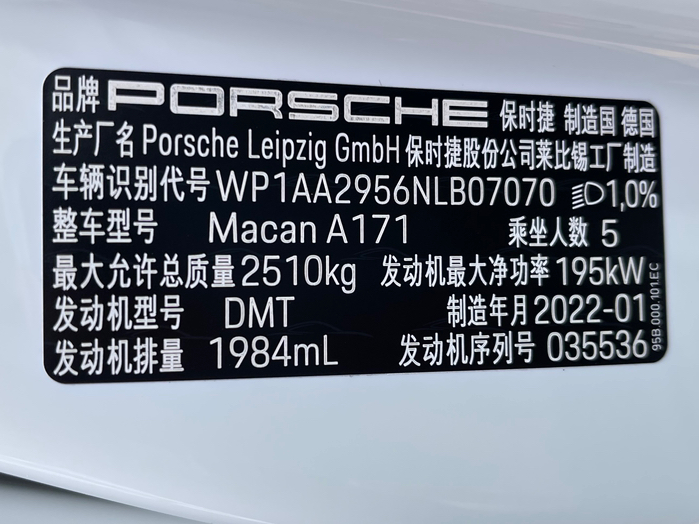 品牌 PORSCHE 保时捷 制造国 德国
生产厂名 Porsche Leipzig GmbH 保时捷股份公司莱比锡工厂制造
车辆识别代号 WP1AA2956NLB07070 1,0%
整车型号 Macan A171 乘坐人数 5
最大允许总质量 2510kg 发动机最大净功率 195kW
发动机型号 DMT 制造年月 2022-01
发动机排量 1984mL 发动机序列号 035536
95B.000.101.EC